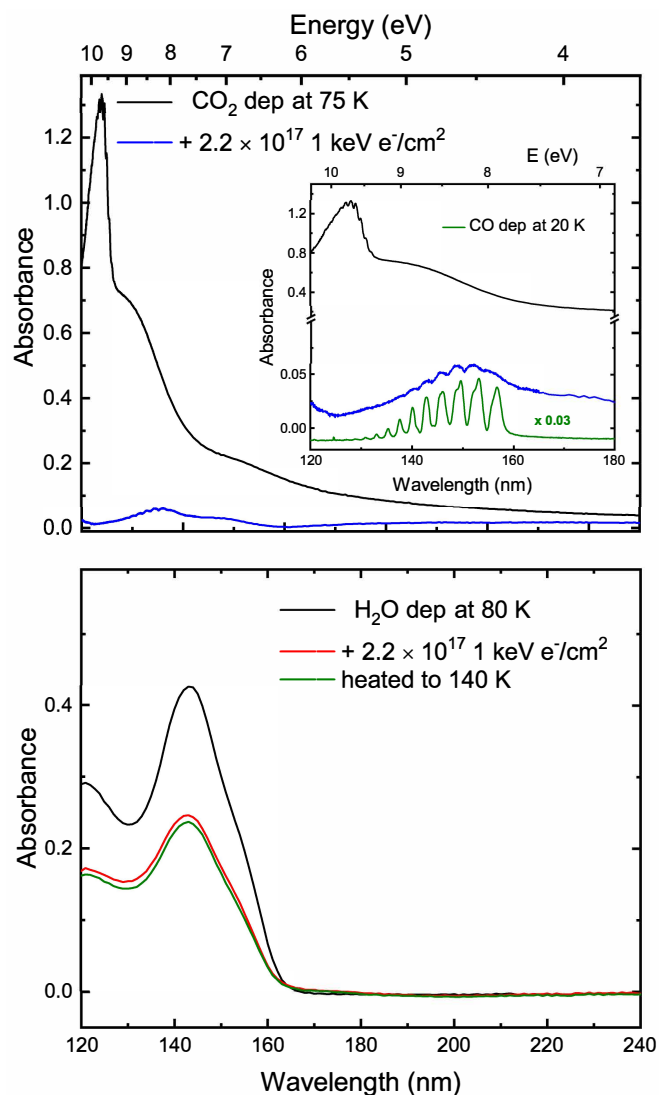 Energy (eV)
10 9 8 7 6 5 4
CO₂ dep at 75 K
+ 2.2 × 10¹⁷ 1 keV e⁻/cm²
1.2
1.0
0.8
0.6
0.4
0.2
0.0
Absorbance
E (eV)
10 9 8 7
CO dep at 20 K
1.2
0.8
0.4
0.05
0.00
Absorbance
x 0.03
120 140 160 180
Wavelength (nm)
H₂O dep at 80 K
+ 2.2 × 10¹⁷ 1 keV e⁻/cm²
heated to 140 K
0.4
0.2
0.0
Absorbance
120 140 160 180 200 220 240
Wavelength (nm)